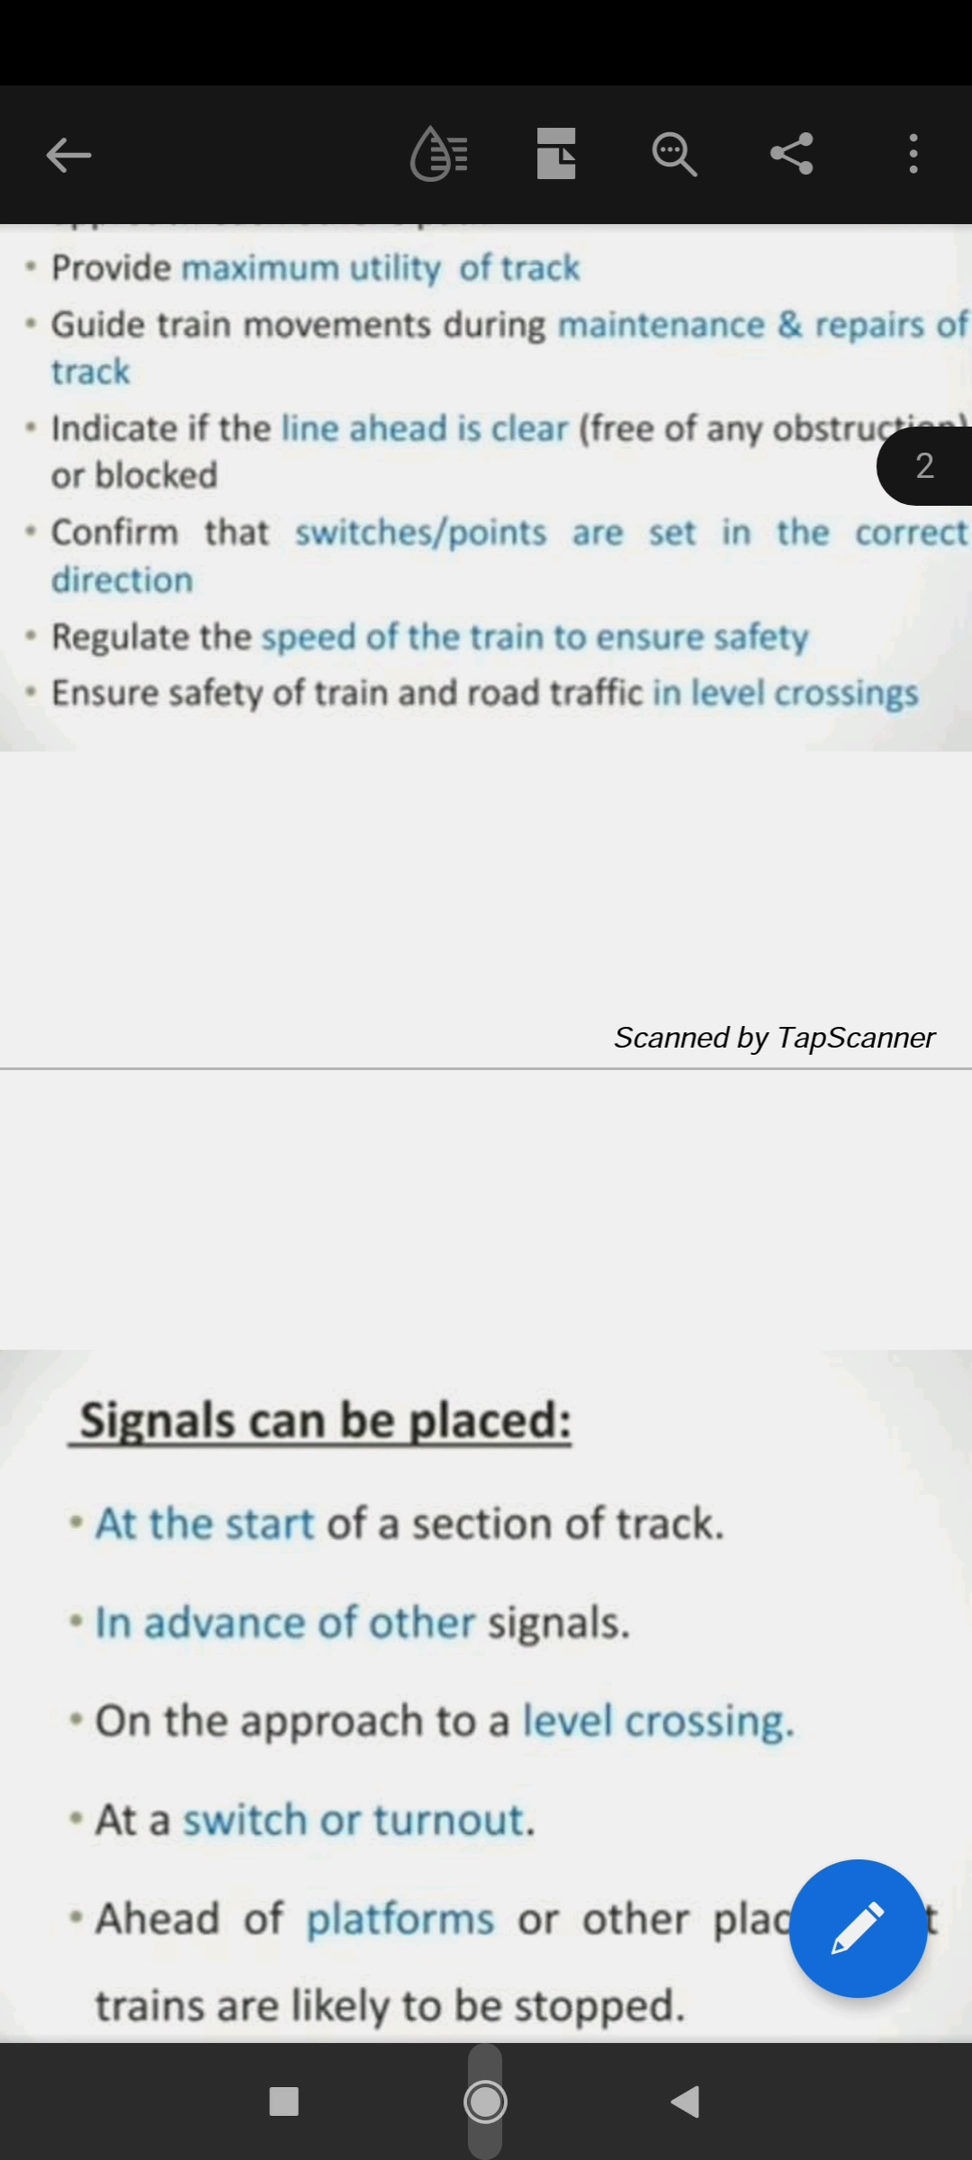 • Provide maximum utility of track
• Guide train movements during maintenance & repairs of
track
• Indicate if the line ahead is clear (free of any obstruction)
or blocked
2
• Confirm that switches/points are set in the correct
direction
• Regulate the speed of the train to ensure safety
• Ensure safety of train and road traffic in level crossings
Scanned by TapScanner
Signals can be placed:
• At the start of a section of track.
• In advance of other signals.
• On the approach to a level crossing.
• At a switch or turnout.
• Ahead of platforms or other
trains are likely to be stopped.